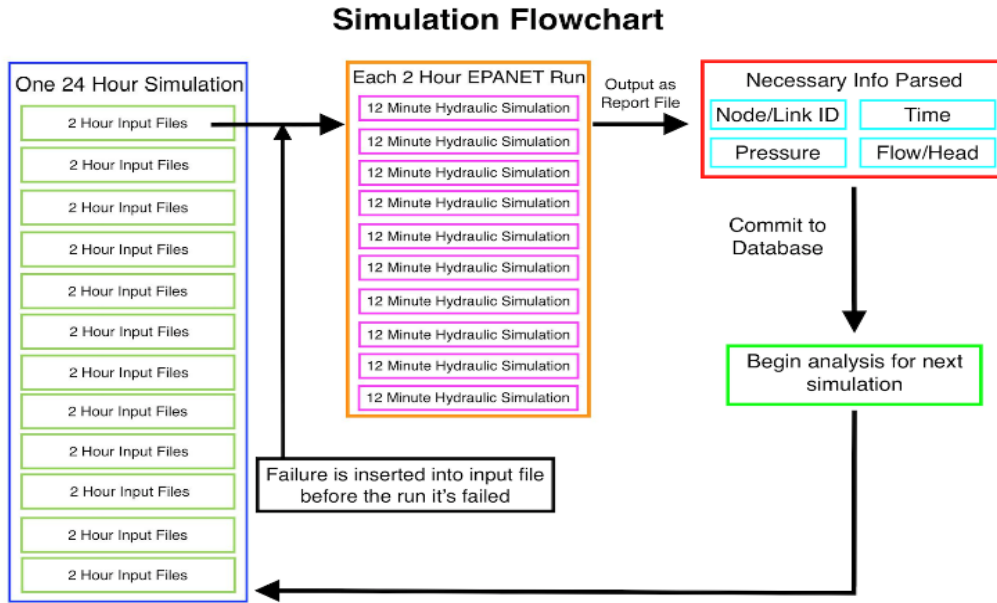 Simulation Flowchart
One 24 Hour Simulation
2 Hour Input Files
2 Hour Input Files
2 Hour Input Files
2 Hour Input Files
2 Hour Input Files
2 Hour Input Files
2 Hour Input Files
2 Hour Input Files
2 Hour Input Files
2 Hour Input Files
2 Hour Input Files
2 Hour Input Files
Each 2 Hour EPANET Run
12 Minute Hydraulic Simulation
12 Minute Hydraulic Simulation
12 Minute Hydraulic Simulation
12 Minute Hydraulic Simulation
12 Minute Hydraulic Simulation
12 Minute Hydraulic Simulation
12 Minute Hydraulic Simulation
12 Minute Hydraulic Simulation
12 Minute Hydraulic Simulation
12 Minute Hydraulic Simulation
Failure is inserted into input file
before the run it's failed
Output as
Report File
Necessary Info Parsed
Node/Link ID
Time
Pressure
Flow/Head
Commit to
Database
Begin analysis for next
simulation